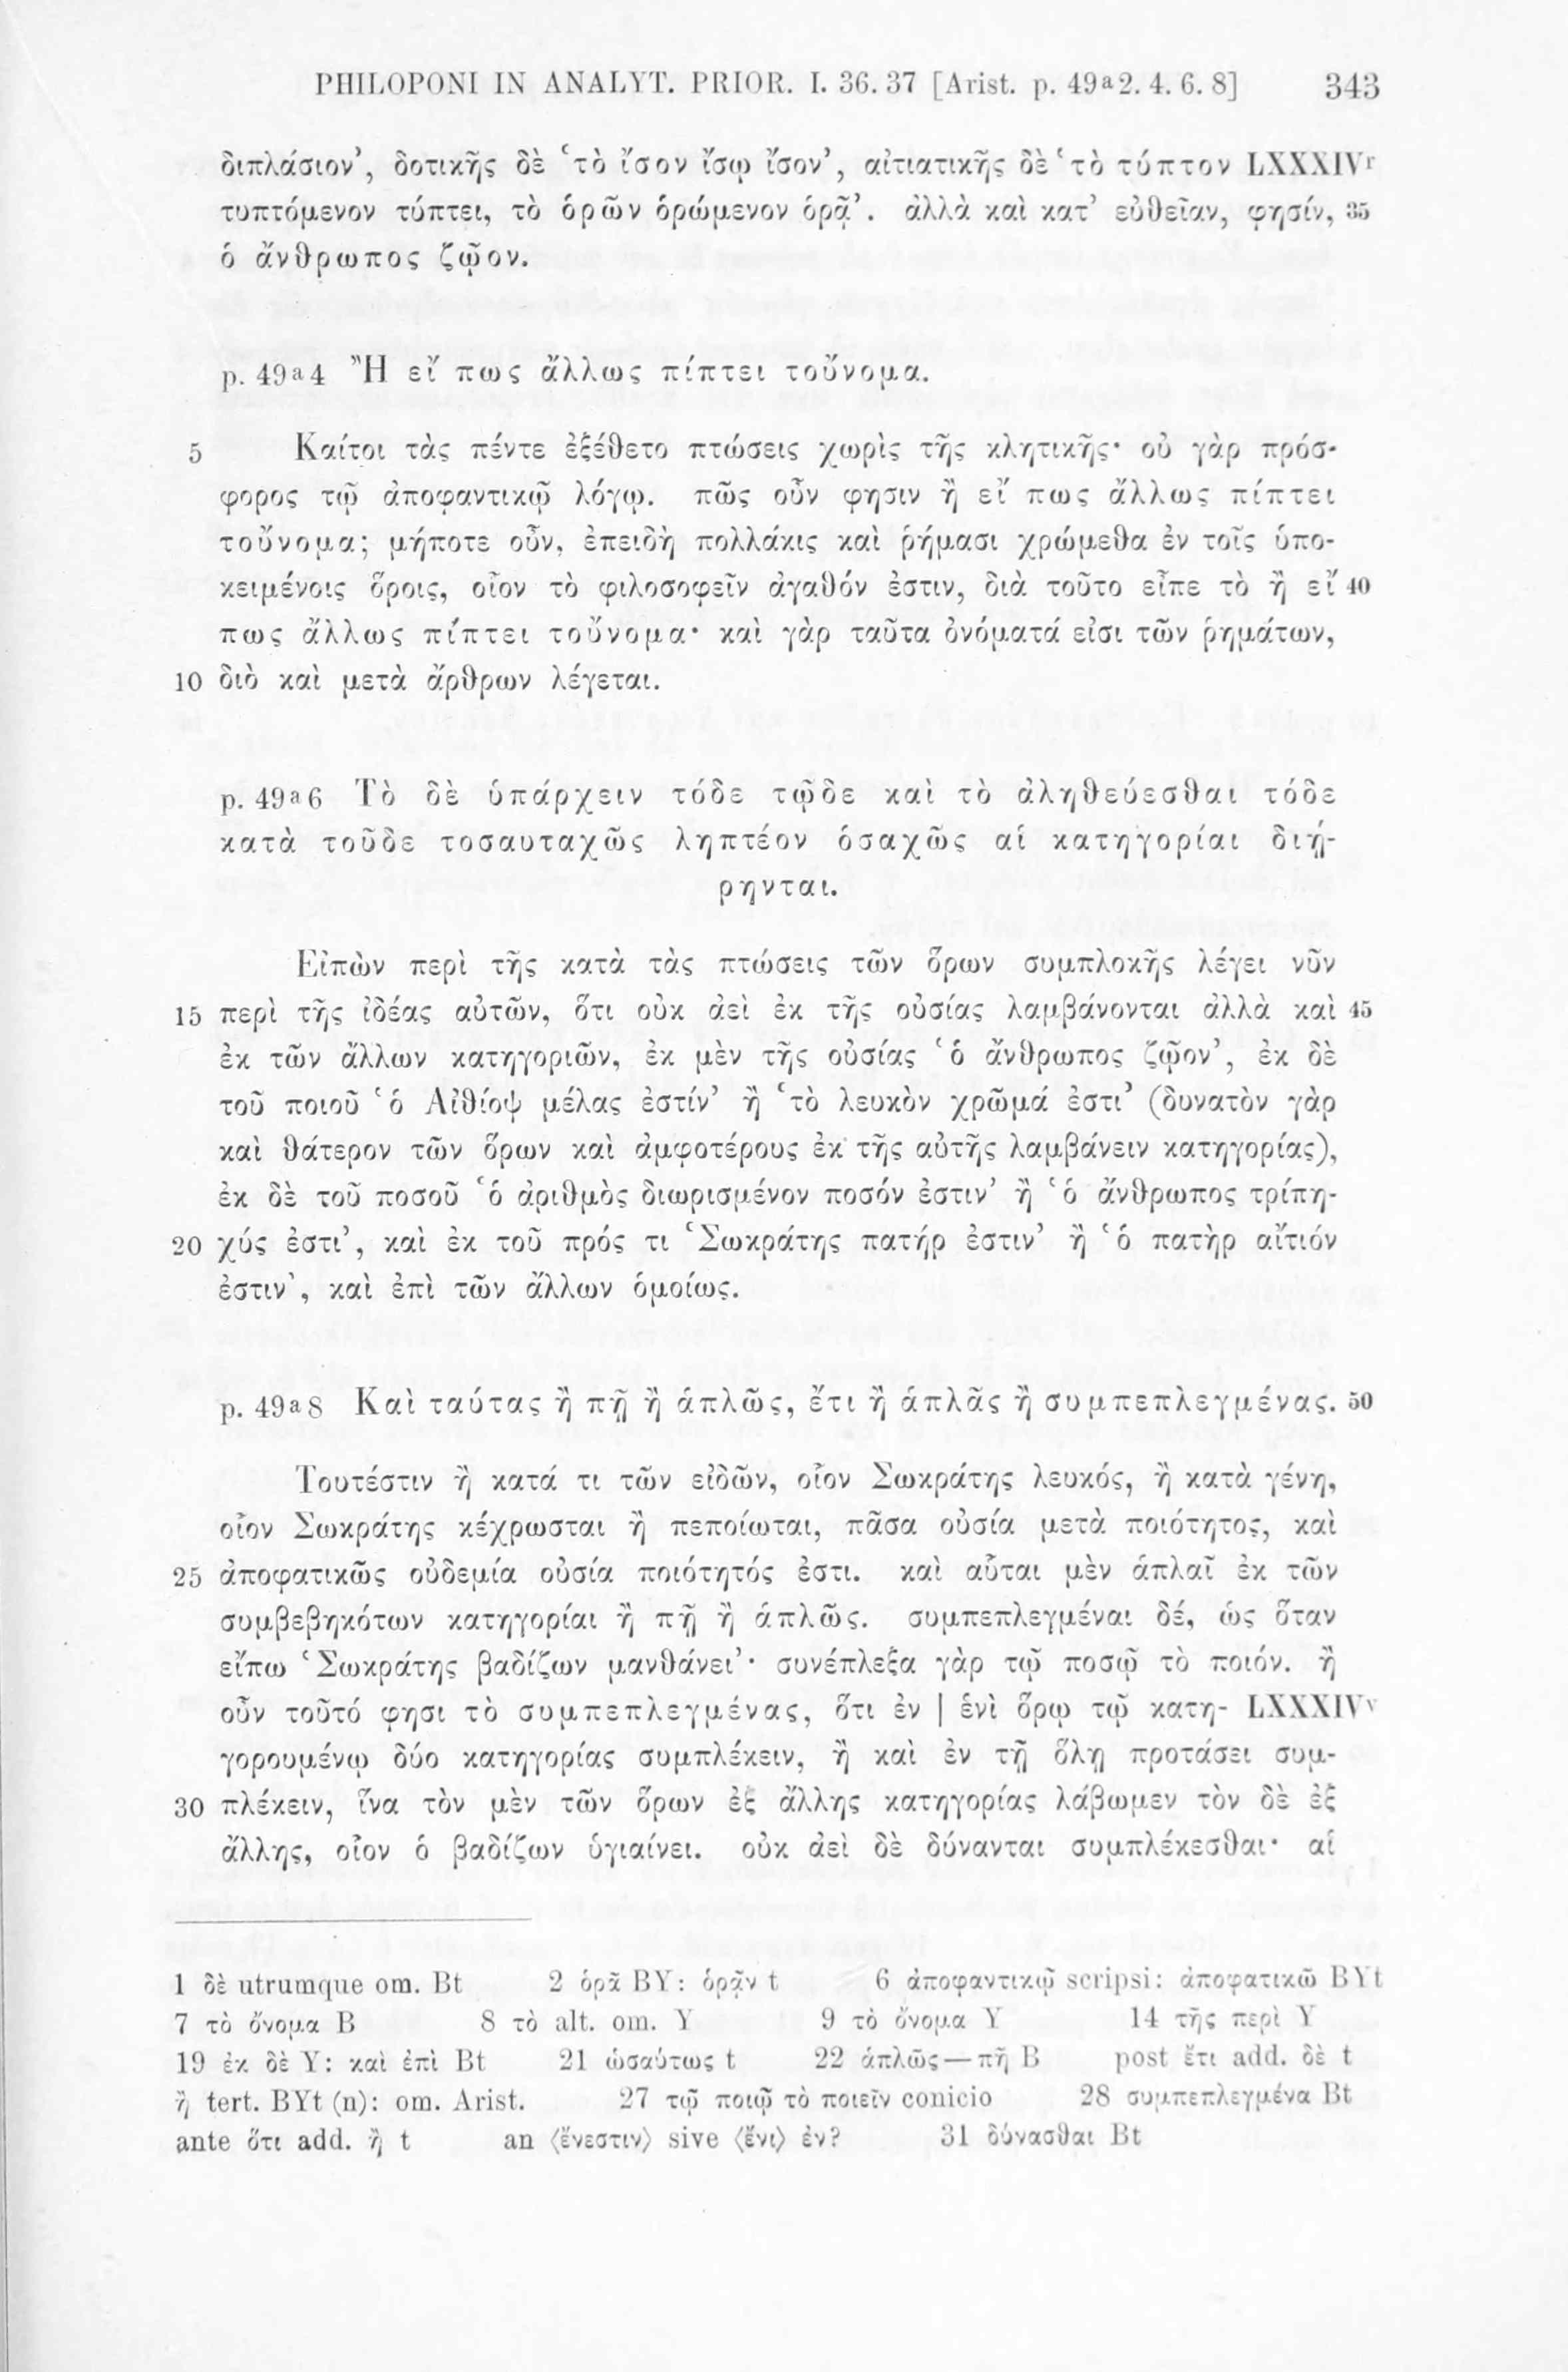 PHILOPONI IN ANALYT. PRIOR. I. 36. 37 [Arist. p. 49ª2. 4. 6. 8] 343
διπλάσιον’, δοτικῆς δὲ ‘τὸ ἴσον ἴσῳ ἴσον’, αἰτιατικῆς δὲ ‘τὸ τύπτον LXXXIVʳ
τυπτόμενον τύπτει, τὸ ὁρῶν ὁρώμενον ὁρᾷ’. ἀλλὰ καὶ κατ’ εὐθεῖαν, φησίν, 35
ὁ ἄνθρωπος ζῷον.
p. 49ª4 Ἢ εἴ πως ἄλλως πίπτει τοὔνομα.
5 Καίτοι τὰς πέντε ἐξέθετο πτώσεις χωρὶς τῆς κλητικῆς· οὐ γὰρ πρόσ-
φορος τῷ ἀποφαντικῷ λόγῳ. πῶς οὖν φησιν ἢ εἴ πως ἄλλως πίπτει
τοὔνομα; μήποτε οὖν, ἐπειδὴ πολλάκις καὶ ῥήμασι χρώμεθα ἐν τοῖς ὑπο-
κειμένοις ὅροις, οἷον τὸ φιλοσοφεῖν ἀγαθόν ἐστιν, διὰ τοῦτο εἶπε τὸ ἢ εἴ 40
πως ἄλλως πίπτει τοὔνομα· καὶ γὰρ ταῦτα ὀνόματά εἰσι τῶν ῥημάτων,
10 διὸ καὶ μετὰ ἄρθρων λέγεται.
p. 49ª6 Τὸ δὲ ὑπάρχειν τόδε τῷδε καὶ τὸ ἀληθεύεσθαι τόδε
κατὰ τοῦδε τοσαυταχῶς ληπτέον ὁσαχῶς αἱ κατηγορίαι διῄ-
ρηνται.
Εἰπὼν περὶ τῆς κατὰ τὰς πτώσεις τῶν ὅρων συμπλοκῆς λέγει νῦν
15 περὶ τῆς ἰδέας αὐτῶν, ὅτι οὐκ ἀεὶ ἐκ τῆς οὐσίας λαμβάνονται ἀλλὰ καὶ 45
ἐκ τῶν ἄλλων κατηγοριῶν, ἐκ μὲν τῆς οὐσίας ‘ὁ ἄνθρωπος ζῷον’, ἐκ δὲ
τοῦ ποιοῦ ‘ὁ Αἰθίοψ μέλας ἐστίν’ ἢ ‘τὸ λευκὸν χρῶμά ἐστι’ (δυνατὸν γὰρ
καὶ θάτερον τῶν ὅρων καὶ ἀμφοτέρους ἐκ τῆς αὐτῆς λαμβάνειν κατηγορίας),
ἐκ δὲ τοῦ ποσοῦ ‘ὁ ἀριθμὸς διωρισμένον ποσόν ἐστιν’ ἢ ‘ὁ ἄνθρωπος τρίπη-
20 χύς ἐστι’, καὶ ἐκ τοῦ πρός τι ‘Σωκράτης πατήρ ἐστιν’ ἢ ‘ὁ πατὴρ αἴτιόν
ἐστιν’, καὶ ἐπὶ τῶν ἄλλων ὁμοίως.
p. 49ª8 Καὶ ταύτας ἢ πῇ ἢ ἁπλῶς, ἔτι ἢ ἁπλᾶς ἢ συμπεπλεγμένας. 50
Τουτέστιν ἢ κατά τι τῶν εἰδῶν, οἷον Σωκράτης λευκός, ἢ κατὰ γένη,
οἷον Σωκράτης κέχρωσται ἢ πεποίωται, πᾶσα οὐσία μετὰ ποιότητος, καὶ
25 ἀποφατικῶς οὐδεμία οὐσία ποιότητός ἐστι. καὶ αὗται μὲν ἁπλαῖ ἐκ τῶν
συμβεβηκότων κατηγορίαι ἢ πῇ ἢ ἁπλῶς. συμπεπλεγμέναι δέ, ὡς ὅταν
εἴπω ‘Σωκράτης βαδίζων μανθάνει’· συνέπλεξα γὰρ τῷ ποσῷ τὸ ποιόν. ἢ
οὖν τοῦτό φησι τὸ συμπεπλεγμένας, ὅτι ἐν | ἑνὶ ὅρῳ τῷ κατη- LXXXIVᵛ
γορουμένῳ δύο κατηγορίας συμπλέκειν, ἢ καὶ ἐν τῇ ὅλῃ προτάσει συμ-
30 πλέκειν, ἵνα τὸν μὲν τῶν ὅρων ἐξ ἄλλης κατηγορίας λάβωμεν τὸν δὲ ἐξ
ἄλλης, οἷον ὁ βαδίζων ὑγιαίνει. οὐκ ἀεὶ δὲ δύνανται συμπλέκεσθαι· αἱ
1 δὲ utrumque om. Bt 2 ὁρᾷ BY: ὁρᾷν t 6 ἀποφαντικῷ scripsi: ἀποφατικῶ BYt
7 τὸ ὄνομα B 8 τὸ alt. om. Y 9 τὸ ὄνομα Y 14 τῆς περὶ Y
19 ἐκ δὲ Y: καὶ ἐπὶ Bt 21 ὡσαύτως t 22 ἁπλῶς — πῆ B post ἔτι add. δὲ t
ἢ tert. BYt (n): om. Arist. 27 τῷ ποιῷ τὸ ποιεῖν conicio 28 συμπεπλεγμένα Bt
ante ὅτι add. ἢ t an ⟨ἔνεστιν⟩ sive ⟨ἔνι⟩ ἐν? 31 δύνασθαι Bt